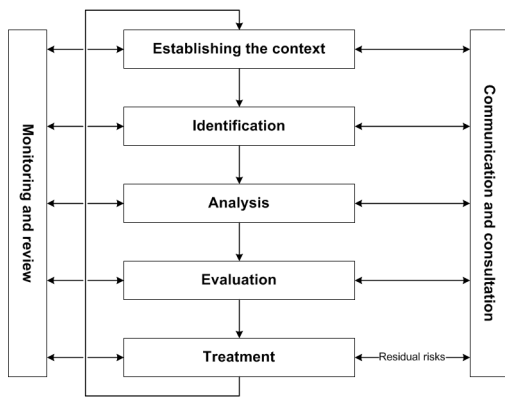 Establishing the context
Identification
Analysis
Evaluation
Treatment
Residual risks
Monitoring and review
Communication and consultation